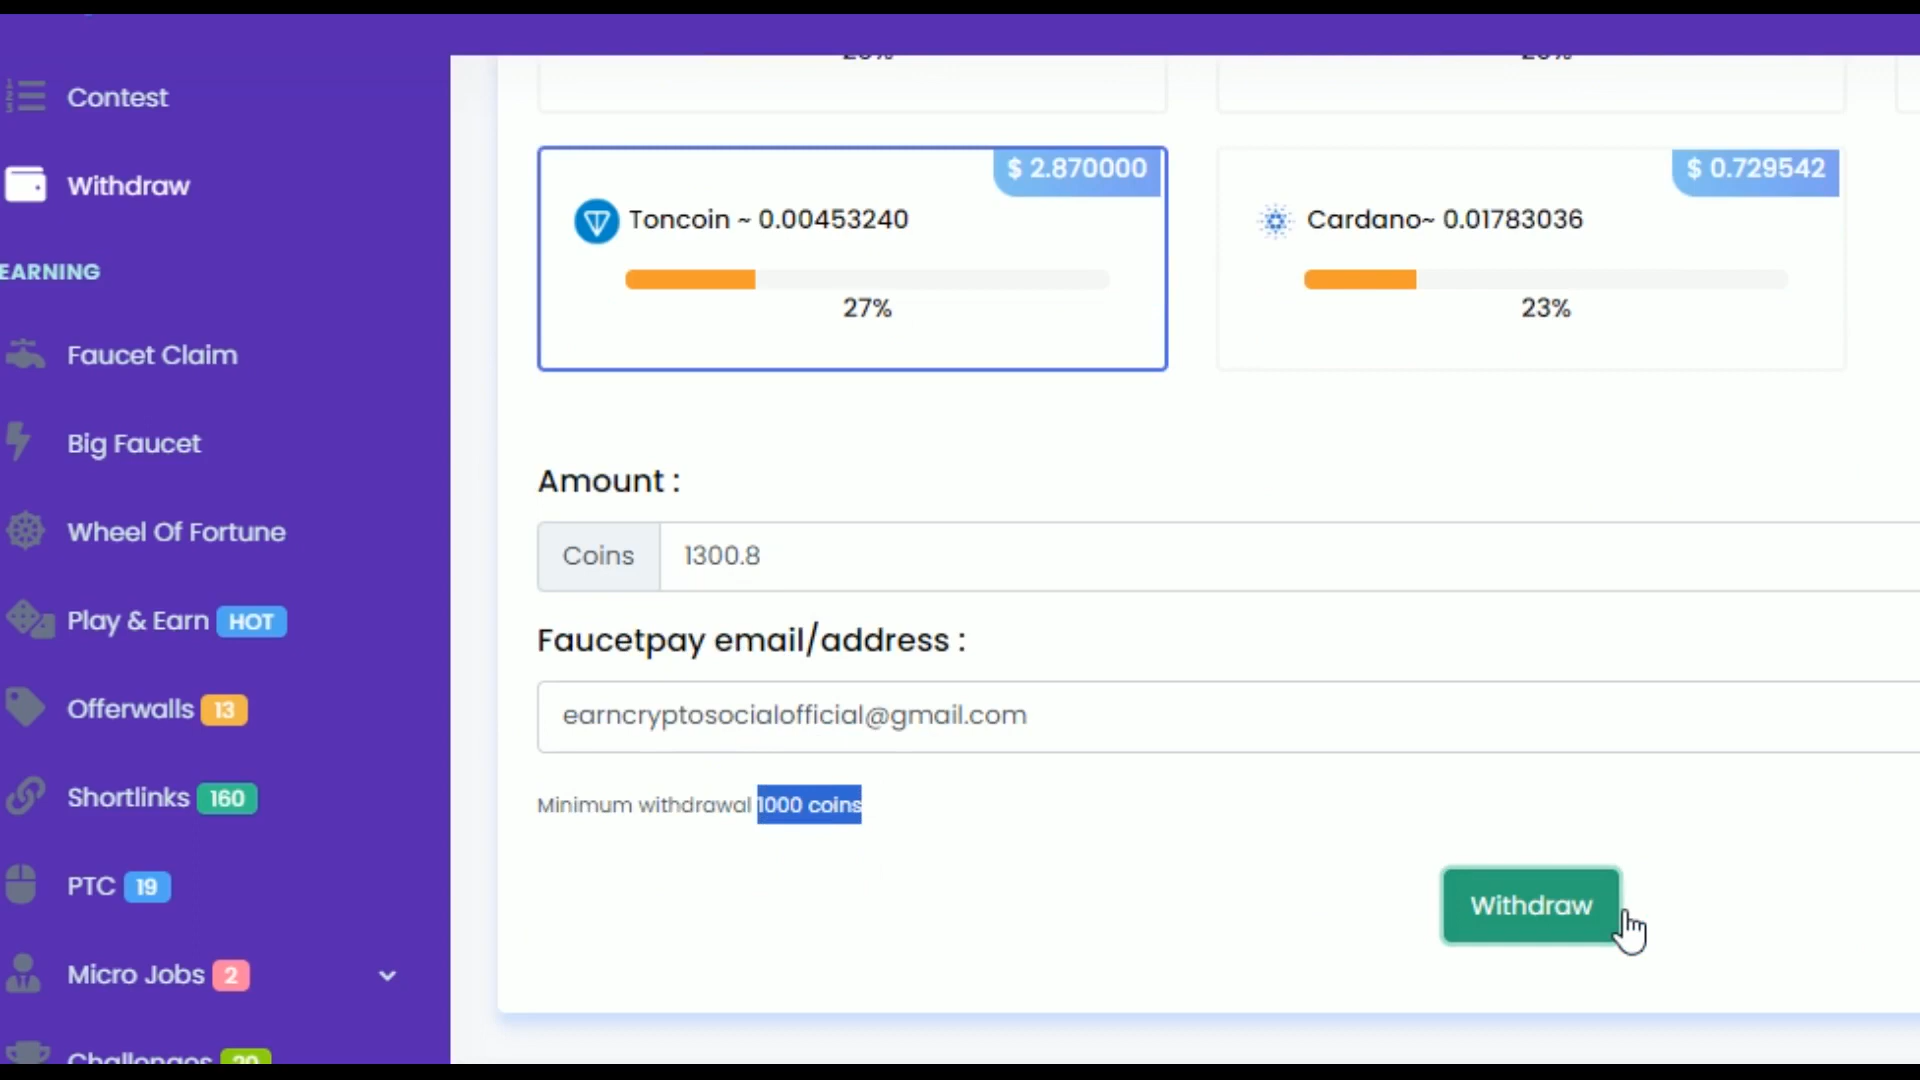 Contest
Withdraw
EARNING
Faucet Claim
Big Faucet
Wheel Of Fortune
Play & Earn HOT
Offerwalls 13
Shortlinks 160
PTC 19
Micro Jobs 2
Challenges 20
$ 2.870000
Toncoin ~ 0.00453240
27%
$ 0.729542
Cardano~ 0.01783036
23%
Amount :
Coins 1300.8
Faucetpay email/address :
earncryptosocialofficial@gmail.com
Minimum withdrawal 1000 coins
Withdraw